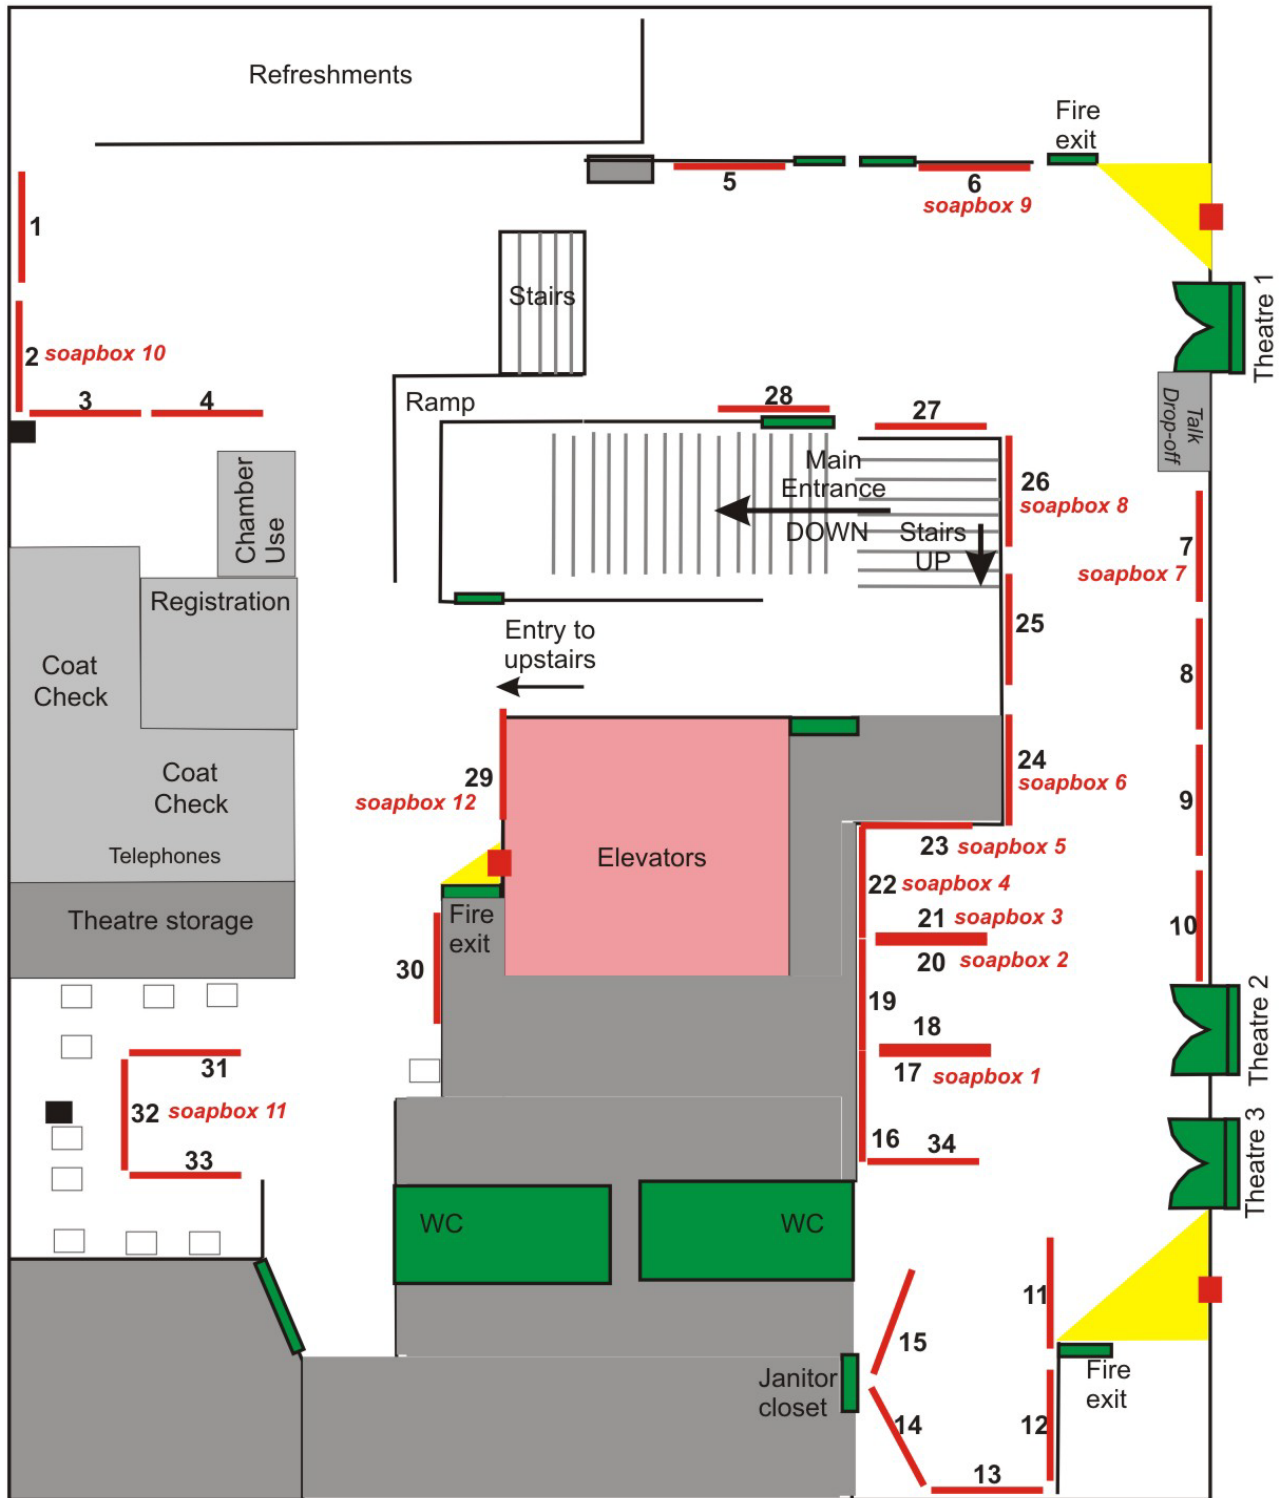 Refreshments
Fire
exit
5
6
soapbox 9
1
Stairs
Theatre 1
2 soapbox 10
3
4
Ramp
28
27
Talk
Drop-off
Main
Entrance
DOWN
Stairs
UP
26
soapbox 8
Chamber
Use
7
soapbox 7
Registration
Entry to
upstairs
25
Coat
Check
8
29
soapbox 12
24
soapbox 6
Coat
Check
9
Telephones
Elevators
23 soapbox 5
22 soapbox 4
Theatre storage
Fire
exit
21 soapbox 3
10
20 soapbox 2
30
19
18
Theatre 2
31
17 soapbox 1
32 soapbox 11
33
16
34
Theatre 3
WC
WC
11
15
Janitor
closet
Fire
exit
14
12
13